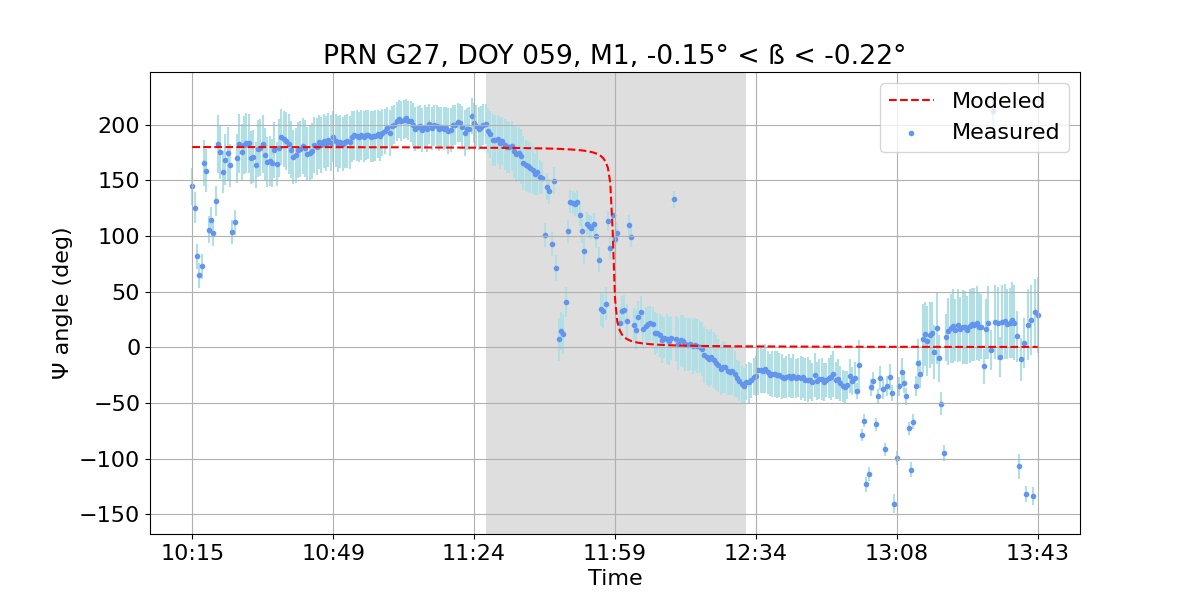 PRN G27, DOY 059, M1, -0.15° < ß < -0.22°
Modeled
Measured
Ψ angle (deg)
200
150
100
50
0
−50
−100
−150
10:15 10:49 11:24 11:59 12:34 13:08 13:43
Time